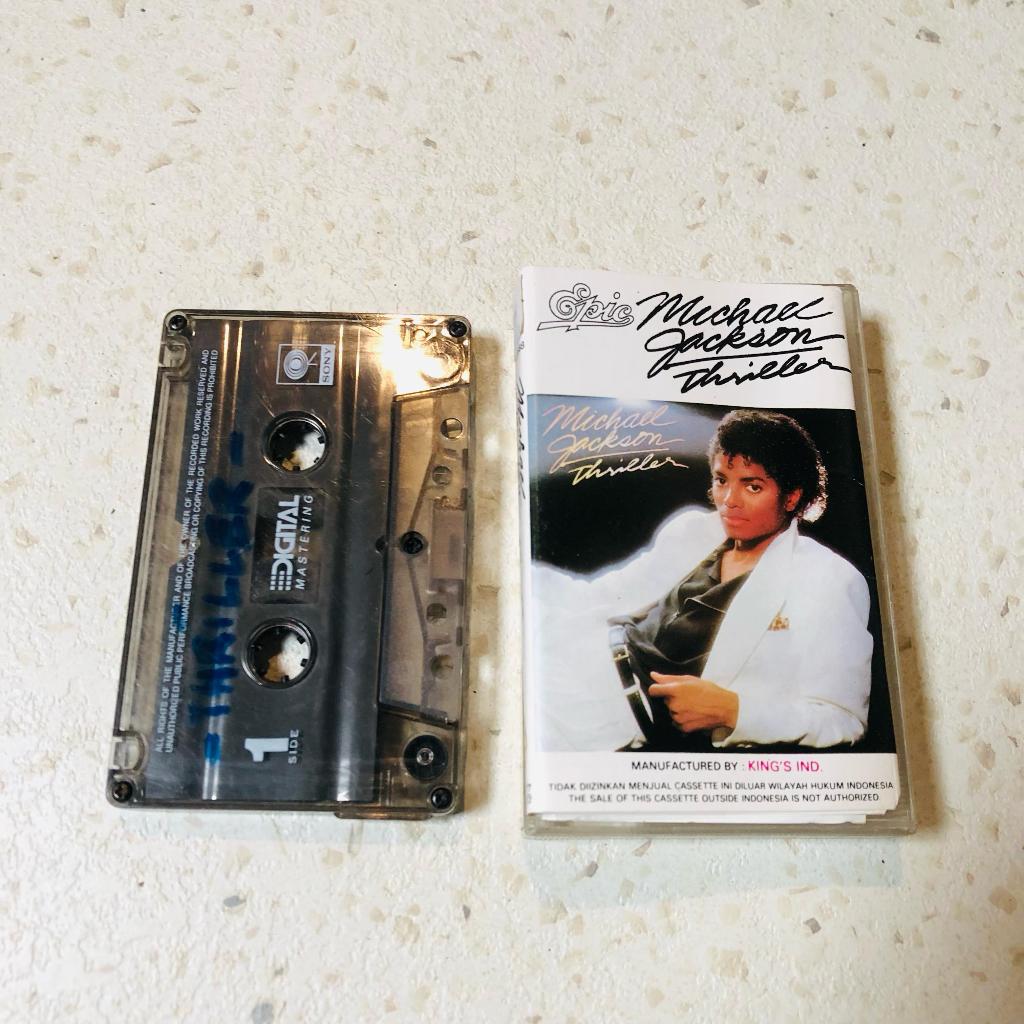 ALL RIGHTS OF THE MANUFACTURER AND OF THE OWNER OF THE RECORDED WORK RESERVED AND
UNAUTHORIZED PUBLIC PERFORMANCE BROADCASTING OR COPYING OF THIS RECORDING IS PROHIBITED
= THRILLER =
SONY
DIGITAL
MASTERING
1
SIDE
Epic
Michael
Jackson
Thriller
Michael
Michael
Jackson
Thriller
MANUFACTURED BY : KING'S IND.
TIDAK DIIZINKAN MENJUAL CASSETTE INI DILUAR WILAYAH HUKUM INDONESIA
THE SALE OF THIS CASSETTE OUTSIDE INDONESIA IS NOT AUTHORIZED